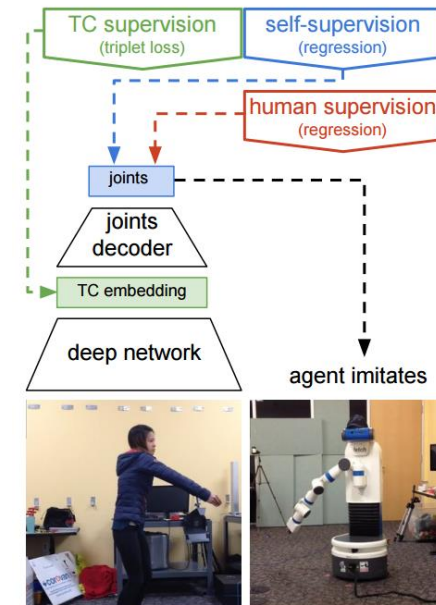 TC supervision
(triplet loss)
self-supervision
(regression)
human supervision
(regression)
joints
joints
decoder
TC embedding
deep network
agent imitates
fetch